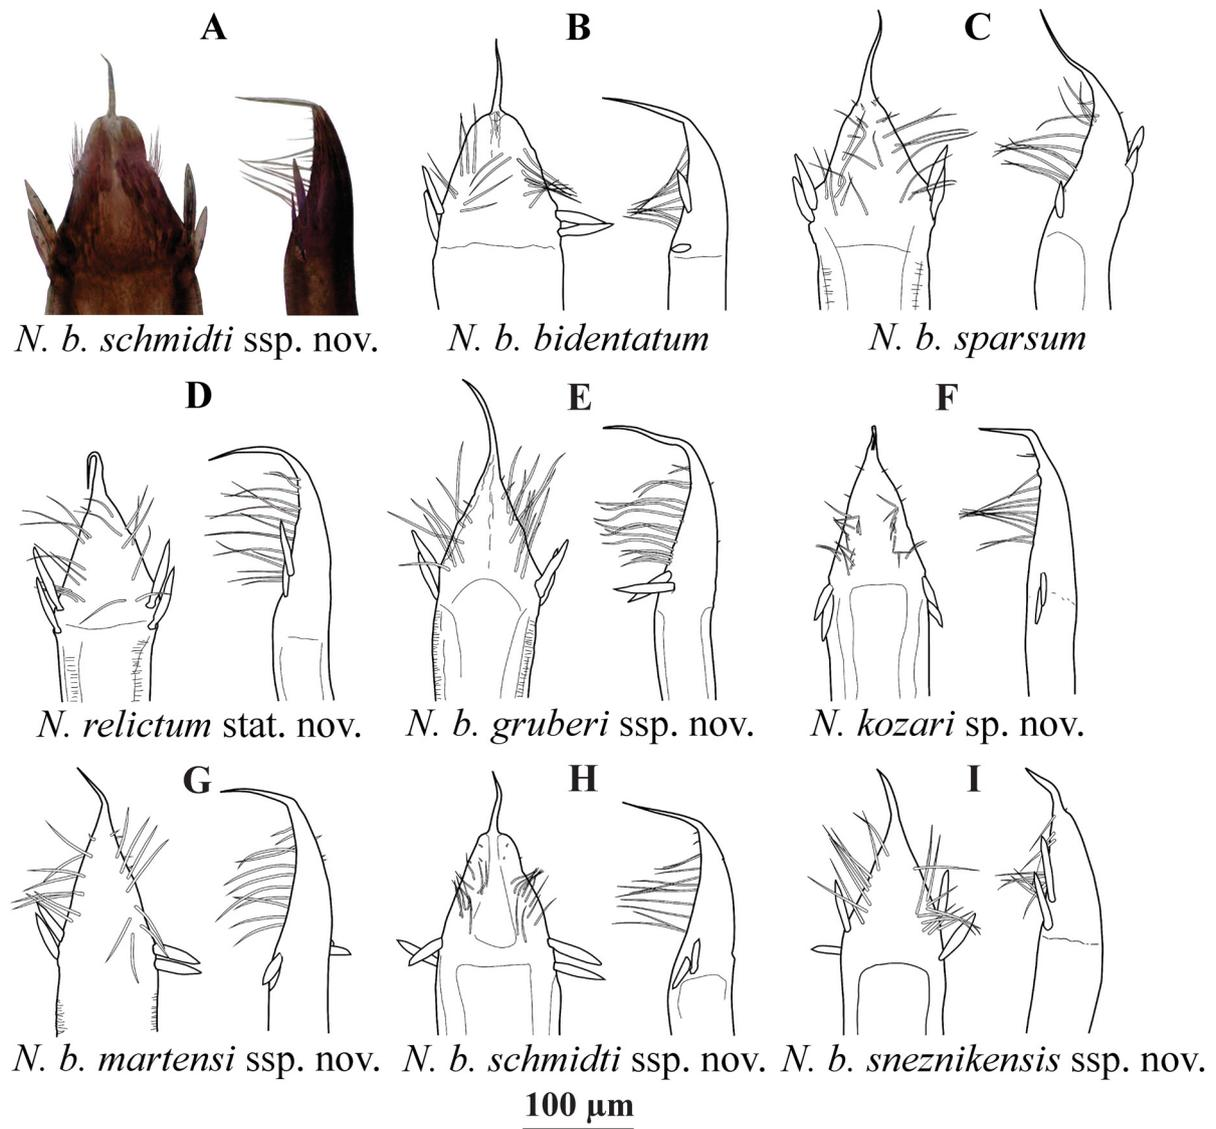 A
B
C
N. b. schmidti ssp. nov.
N. b. bidentatum
N. b. sparsum
D
E
F
N. relictum stat. nov.
N. b. gruberi ssp. nov.
N. kozari sp. nov.
G
H
I
N. b. martensi ssp. nov.
N. b. schmidti ssp. nov.
N. b. sneznikensis ssp. nov.
100 µm